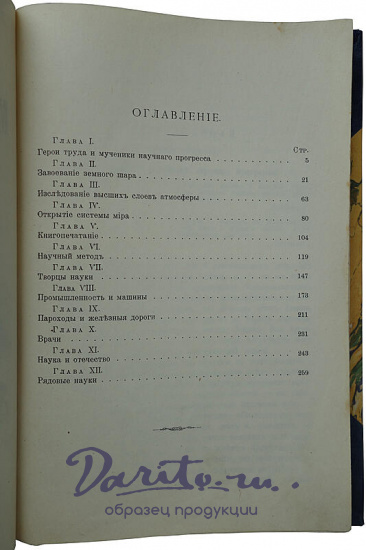 ОГЛАВЛЕНІЕ.
Стр.
Глава I.
Герои труда и мученики научнаго прогресса . . . . . . . . . . . . 5
Глава II.
Завоеваніе земного шара . . . . . . . . . . . . 21
Глава III.
Изслѣдованіе высшихъ слоевъ атмосферы . . . . . . . . . . . . 63
Глава IV.
Открытіе системы міра . . . . . . . . . . . . 80
Глава V.
Книгопечатаніе . . . . . . . . . . . . 104
Глава VI.
Научный методъ . . . . . . . . . . . . 119
Глава VII.
Творцы науки . . . . . . . . . . . . 147
Глава VIII.
Промышленность и машины . . . . . . . . . . . . 173
Глава IX.
Пароходы и желѣзныя дороги . . . . . . . . . . . . 211
Глава X.
Врачи . . . . . . . . . . . . 231
Глава XI.
Наука и отечество . . . . . . . . . . . . 243
Глава XII.
Рядовые науки . . . . . . . . . . . . 259
Darito.ru...
образец продукции